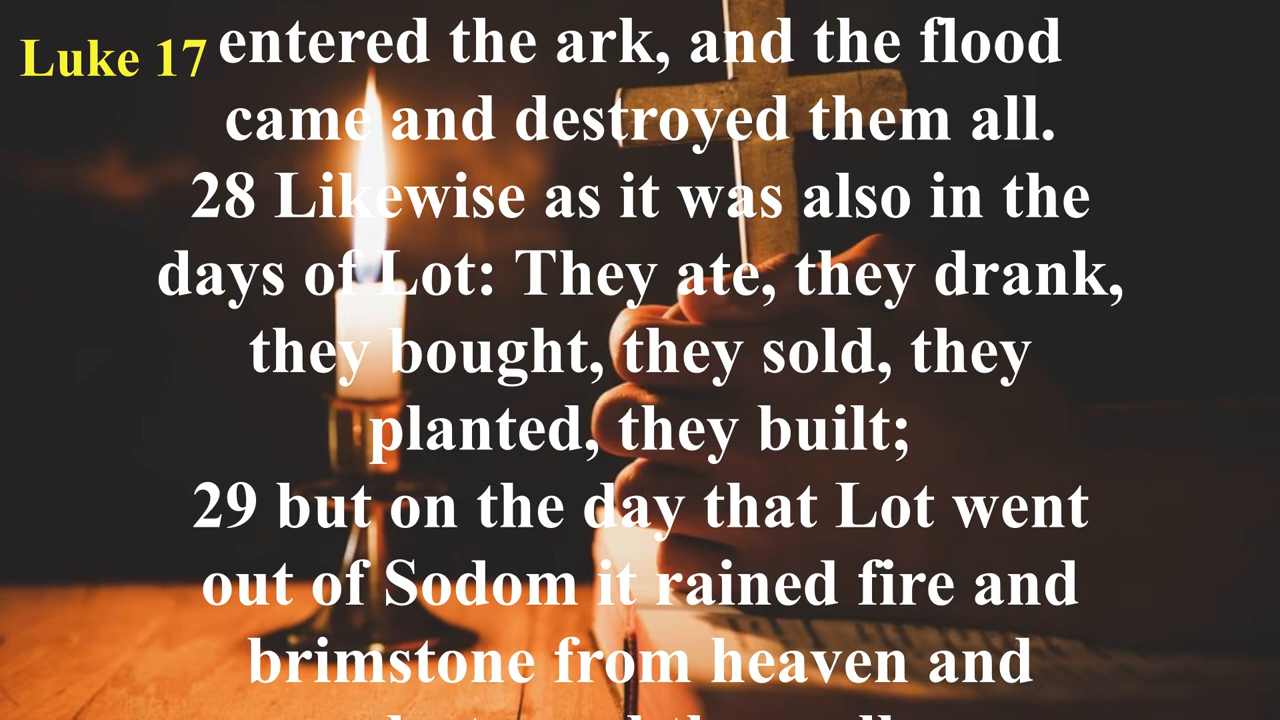 Luke 17
entered the ark, and the flood
came and destroyed them all.
28 Likewise as it was also in the
days of Lot: They ate, they drank,
they bought, they sold, they
planted, they built;
29 but on the day that Lot went
out of Sodom it rained fire and
brimstone from heaven and